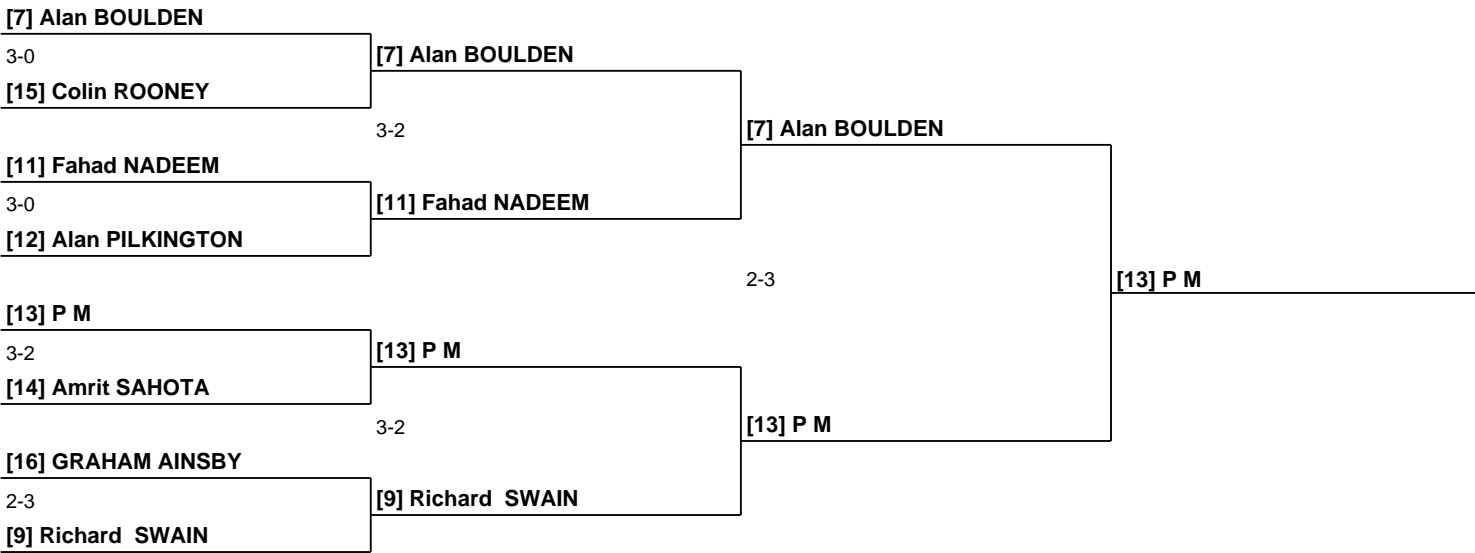 [7] Alan BOULDEN
3-0
[7] Alan BOULDEN
[15] Colin ROONEY
3-2
[7] Alan BOULDEN
[11] Fahad NADEEM
3-0
[11] Fahad NADEEM
[12] Alan PILKINGTON
2-3
[13] P M
[13] P M
3-2
[13] P M
[14] Amrit SAHOTA
3-2
[13] P M
[16] GRAHAM AINSBY
2-3
[9] Richard  SWAIN
[9] Richard  SWAIN